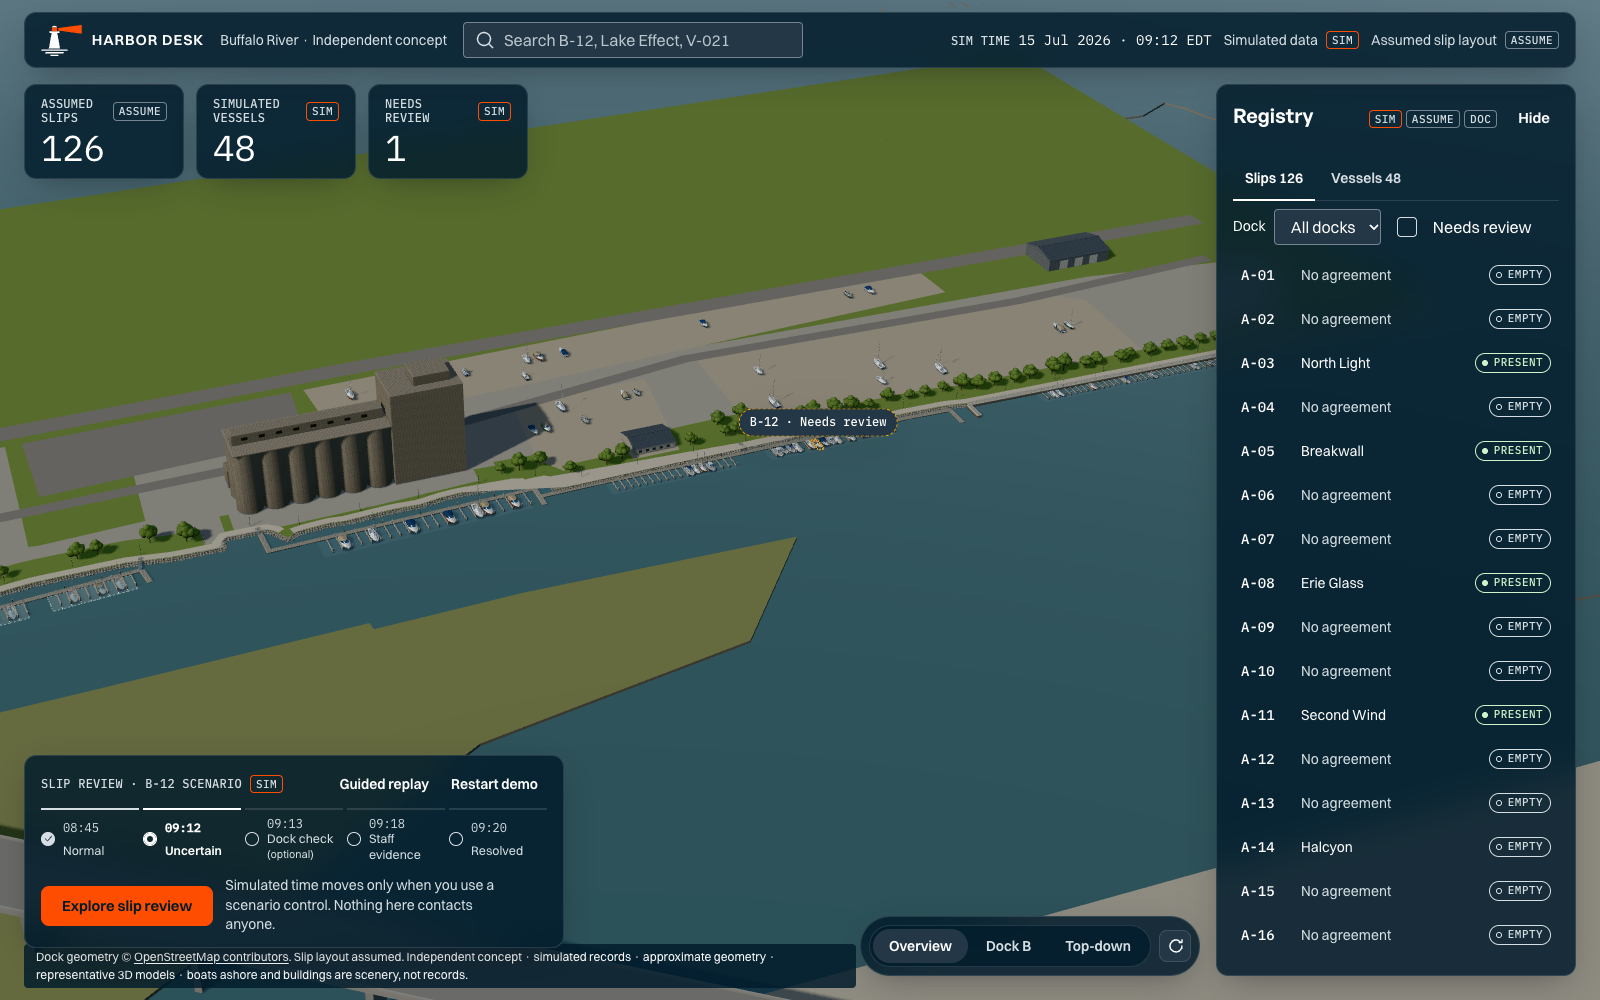 HARBOR DESK
Buffalo River · Independent concept
Search B-12, Lake Effect, V-021
SIM TIME 15 Jul 2026 · 09:12 EDT
Simulated data SIM
Assumed slip layout ASSUME
ASSUMED SLIPS
ASSUME
126
SIMULATED VESSELS
SIM
48
NEEDS REVIEW
SIM
1
B-12 · Needs review
Registry
SIM ASSUME DOC
Hide
Slips 126
Vessels 48
Dock All docks
Needs review
A-01 No agreement EMPTY
A-02 No agreement EMPTY
A-03 North Light PRESENT
A-04 No agreement EMPTY
A-05 Breakwall PRESENT
A-06 No agreement EMPTY
A-07 No agreement EMPTY
A-08 Erie Glass PRESENT
A-09 No agreement EMPTY
A-10 No agreement EMPTY
A-11 Second Wind PRESENT
A-12 No agreement EMPTY
A-13 No agreement EMPTY
A-14 Halcyon EMPTY
A-15 No agreement EMPTY
A-16 No agreement EMPTY
SLIP REVIEW · B-12 SCENARIO SIM
Guided replay
Restart demo
08:45
Normal
09:12
Uncertain
09:13
Dock check
(optional)
09:18
Staff
evidence
09:20
Resolved
Explore slip review
Simulated time moves only when you use a
scenario control. Nothing here contacts
anyone.
Dock geometry © OpenStreetMap contributors. Slip layout assumed. Independent concept · simulated records · approximate geometry ·
representative 3D models · boats ashore and buildings are scenery, not records.
Overview
Dock B
Top-down